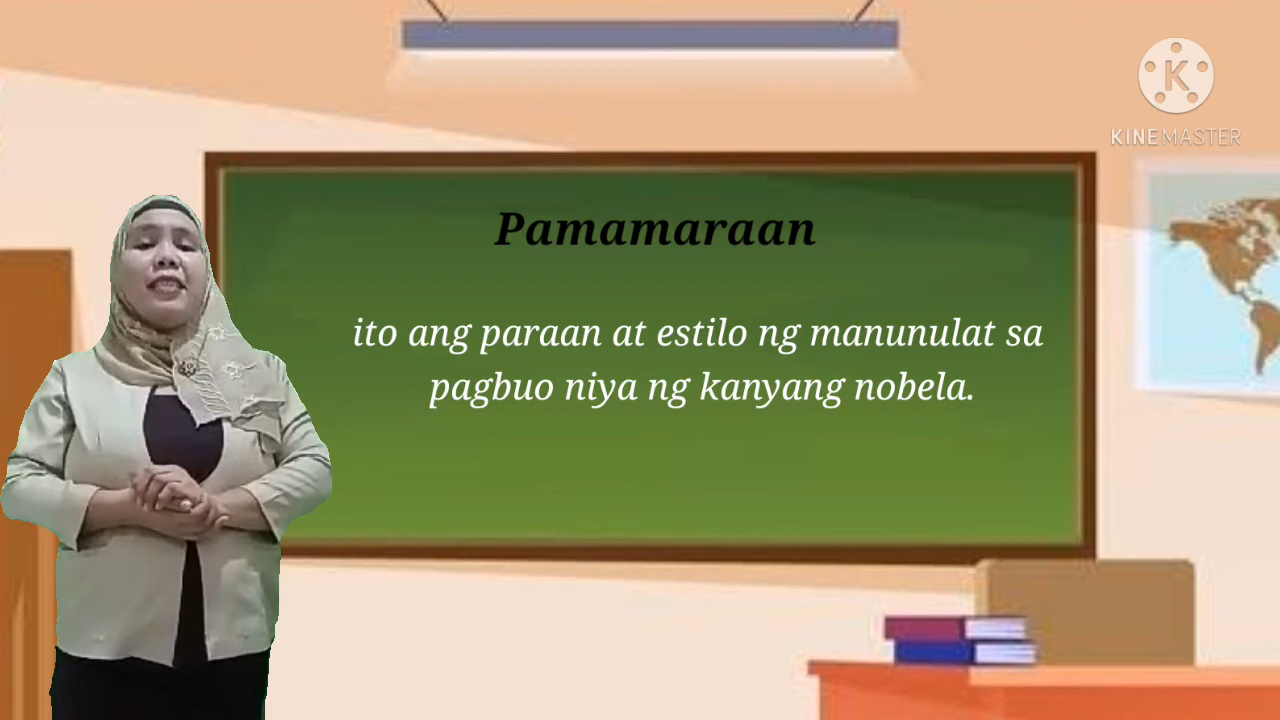 KINEMASTER
Pamamaraan
ito ang paraan at estilo ng manunulat sa
pagbuo niya ng kanyang nobela.